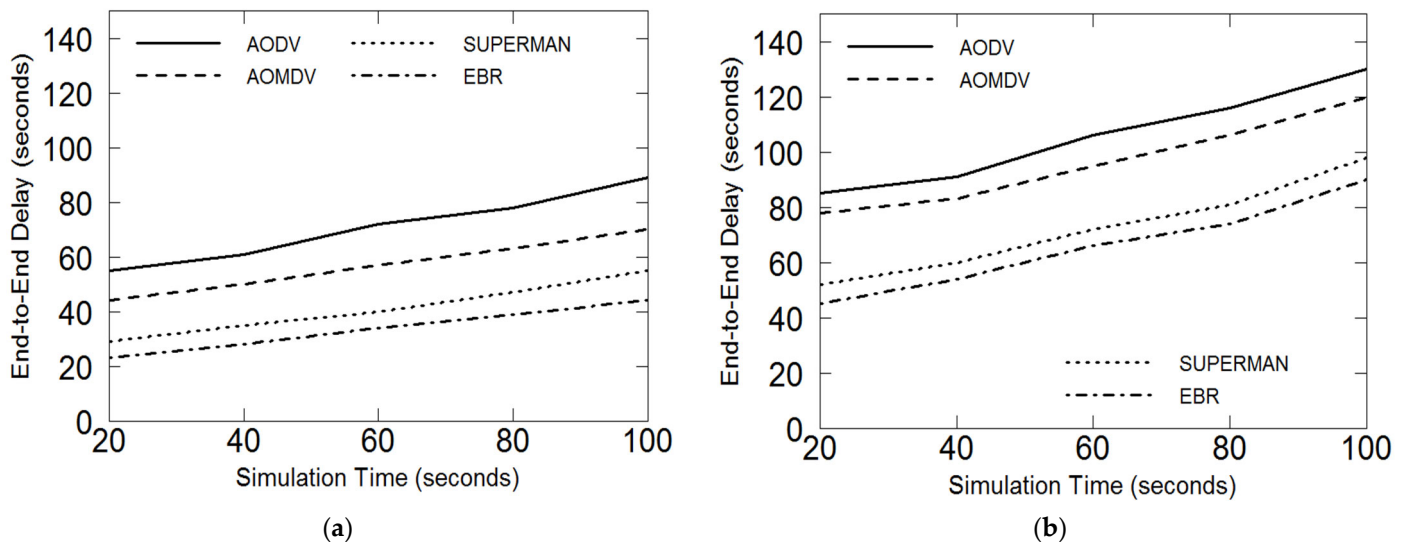 End-to-End Delay (seconds)
140
120
100
80
60
40
20
0
AODV
AOMDV
SUPERMAN
EBR
20 40 60 80 100
Simulation Time (seconds)
(a)
End-to-End Delay (seconds)
140
120
100
80
60
40
20
0
AODV
AOMDV
SUPERMAN
EBR
20 40 60 80 100
Simulation Time (seconds)
(b)